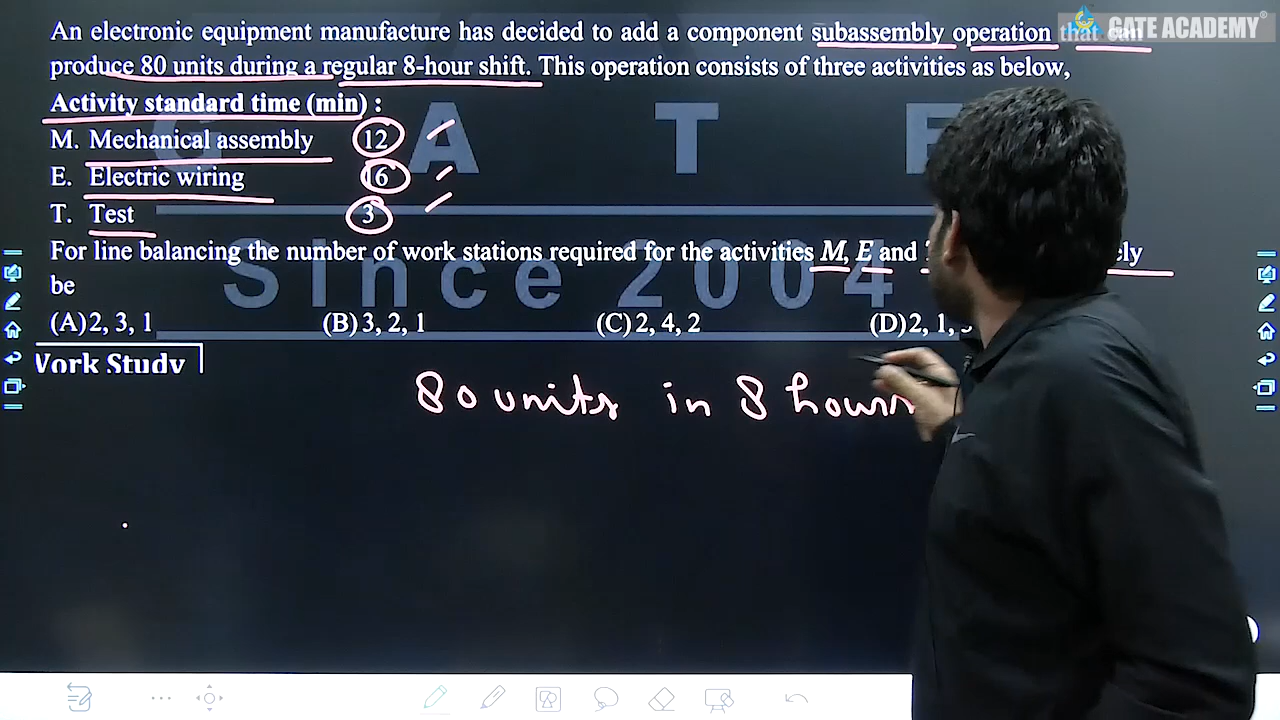 An electronic equipment manufacture has decided to add a component subassembly operation that can
GATE ACADEMY
produce 80 units during a regular 8-hour shift. This operation consists of three activities as below,
Activity standard time (min) :
M. Mechanical assembly 12
E. Electric wiring 16
T. Test 3
For line balancing the number of work stations required for the activities M, E and
be
(A) 2, 3, 1 (B) 3, 2, 1 (C) 2, 4, 2 (D) 2, 1,
Work Study
80 units in 8 hours
G A T E
Since 2004